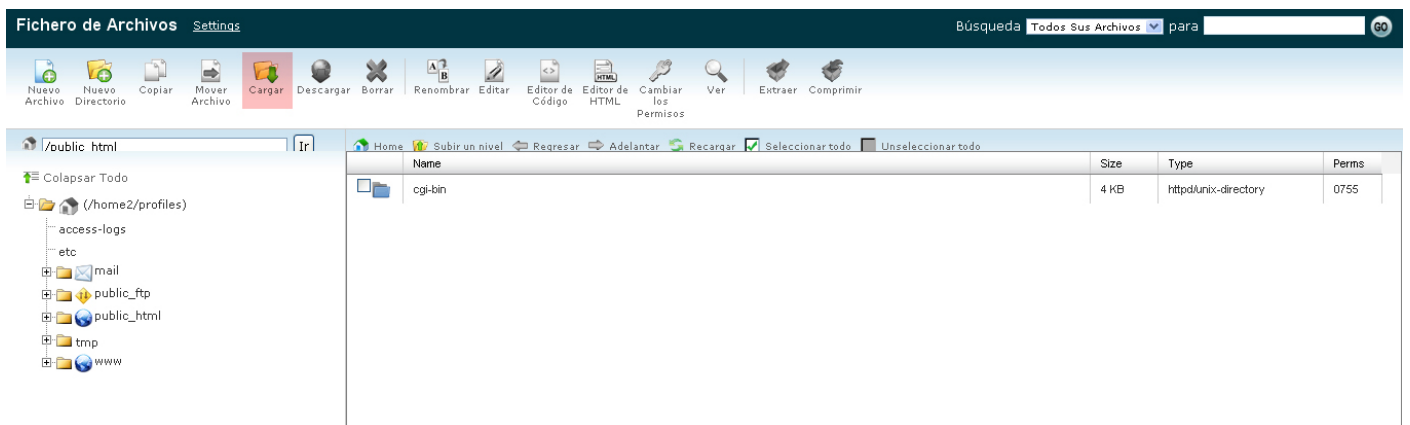 Fichero de Archivos Settings Búsqueda Todos Sus Archivos para GO
Nuevo Archivo Nuevo Directorio Copiar Mover Archivo Cargar Descargar Borrar Renombrar Editar Editor de Código Editor de HTML Cambiar los Permisos Ver Extraer Comprimir
/public_html Ir Home Subir un nivel Regresar Adelantar Recargar Seleccionar todo Unseleccionar todo
Name Size Type Perms
cgi-bin 4 KB httpd/unix-directory 0755
Colapsar Todo
(/home2/profiles)
access-logs
etc
mail
public_ftp
public_html
tmp
www